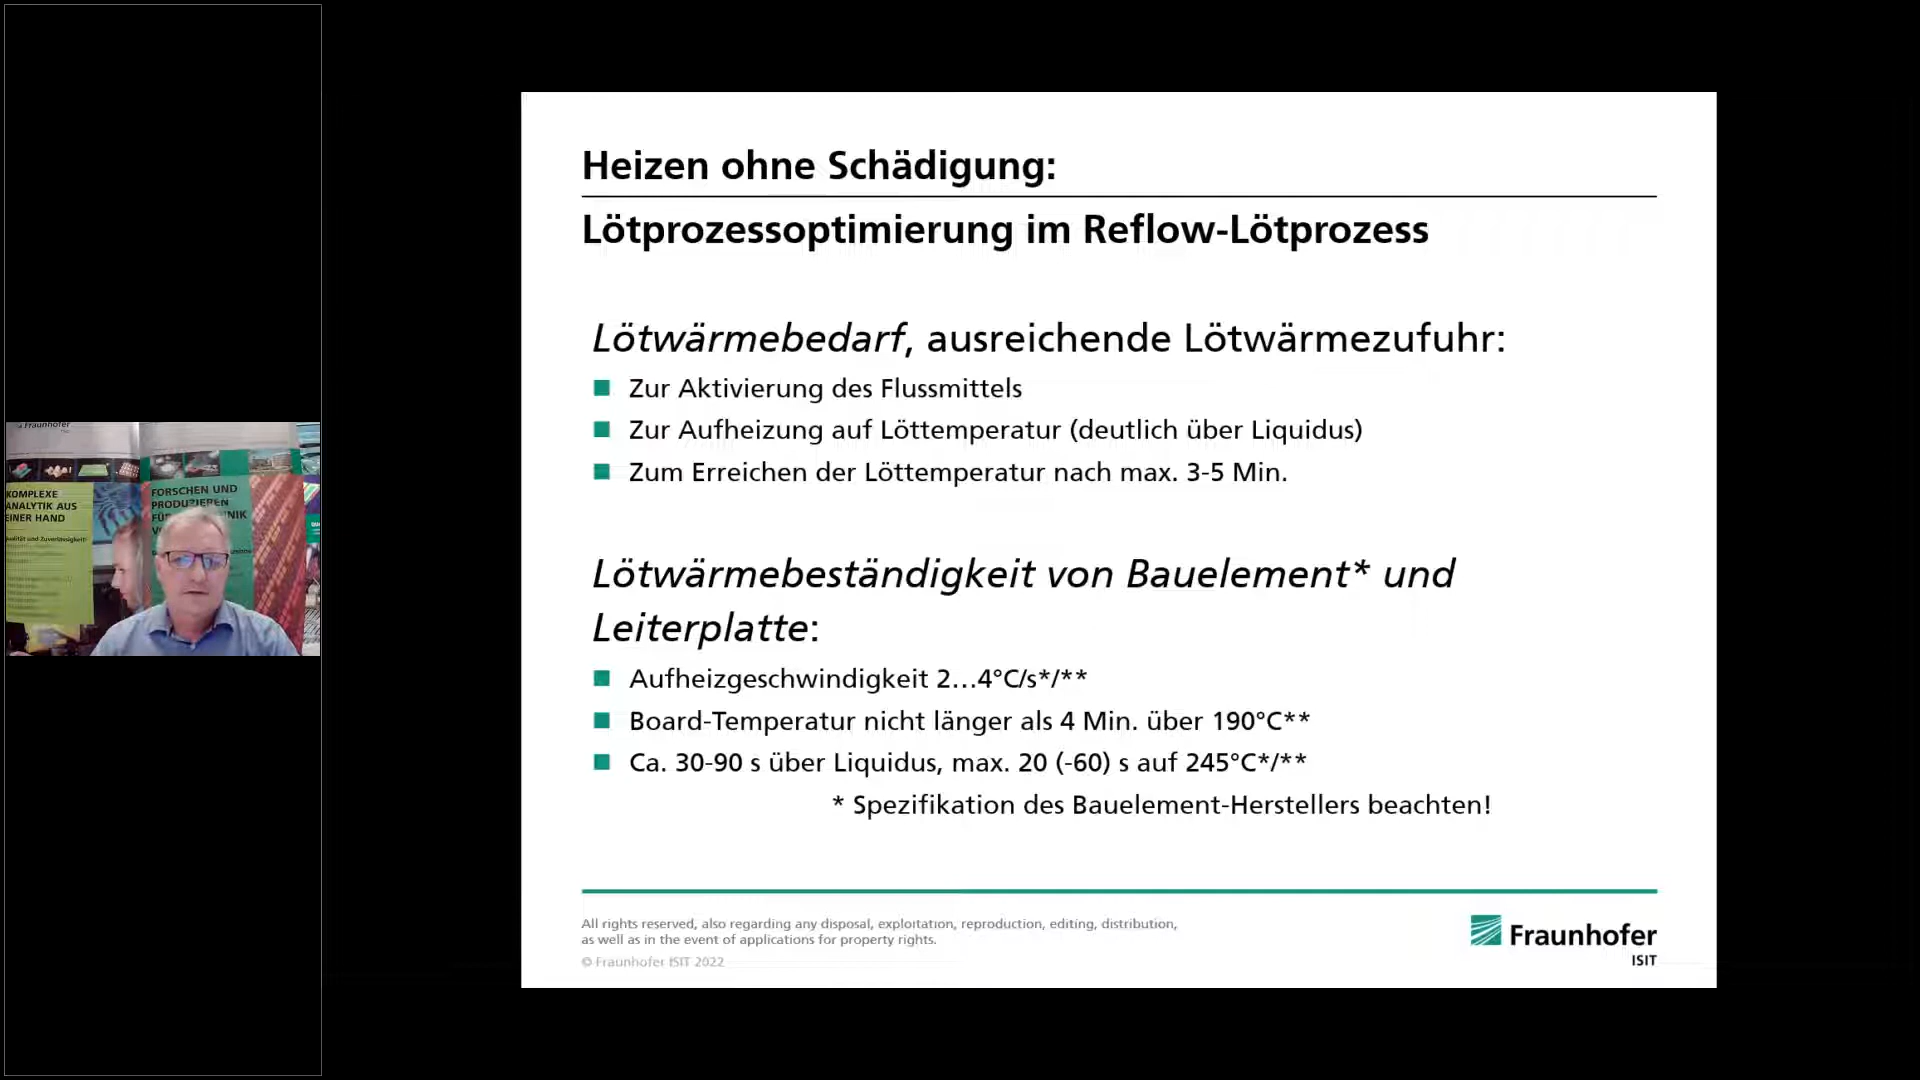 Fraunhofer
KOMPLEXE
ANALYTIK AUS
EINER HAND
FORSCHEN UND
PRODUZIEREN
Heizen ohne Schädigung:
Lötprozessoptimierung im Reflow-Lötprozess
Lötwärmebedarf, ausreichende Lötwärmezufuhr:
Zur Aktivierung des Flussmittels
Zur Aufheizung auf Löttemperatur (deutlich über Liquidus)
Zum Erreichen der Löttemperatur nach max. 3-5 Min.
Lötwärmebeständigkeit von Bauelement* und
Leiterplatte:
Aufheizgeschwindigkeit 2...4°C/s*/**
Board-Temperatur nicht länger als 4 Min. über 190°C**
Ca. 30-90 s über Liquidus, max. 20 (-60) s auf 245°C*/**
* Spezifikation des Bauelement-Herstellers beachten!
All rights reserved, also regarding any disposal, exploitation, reproduction, editing, distribution,
as well as in the event of applications for property rights.
© Fraunhofer ISIT 2022
Fraunhofer
ISIT